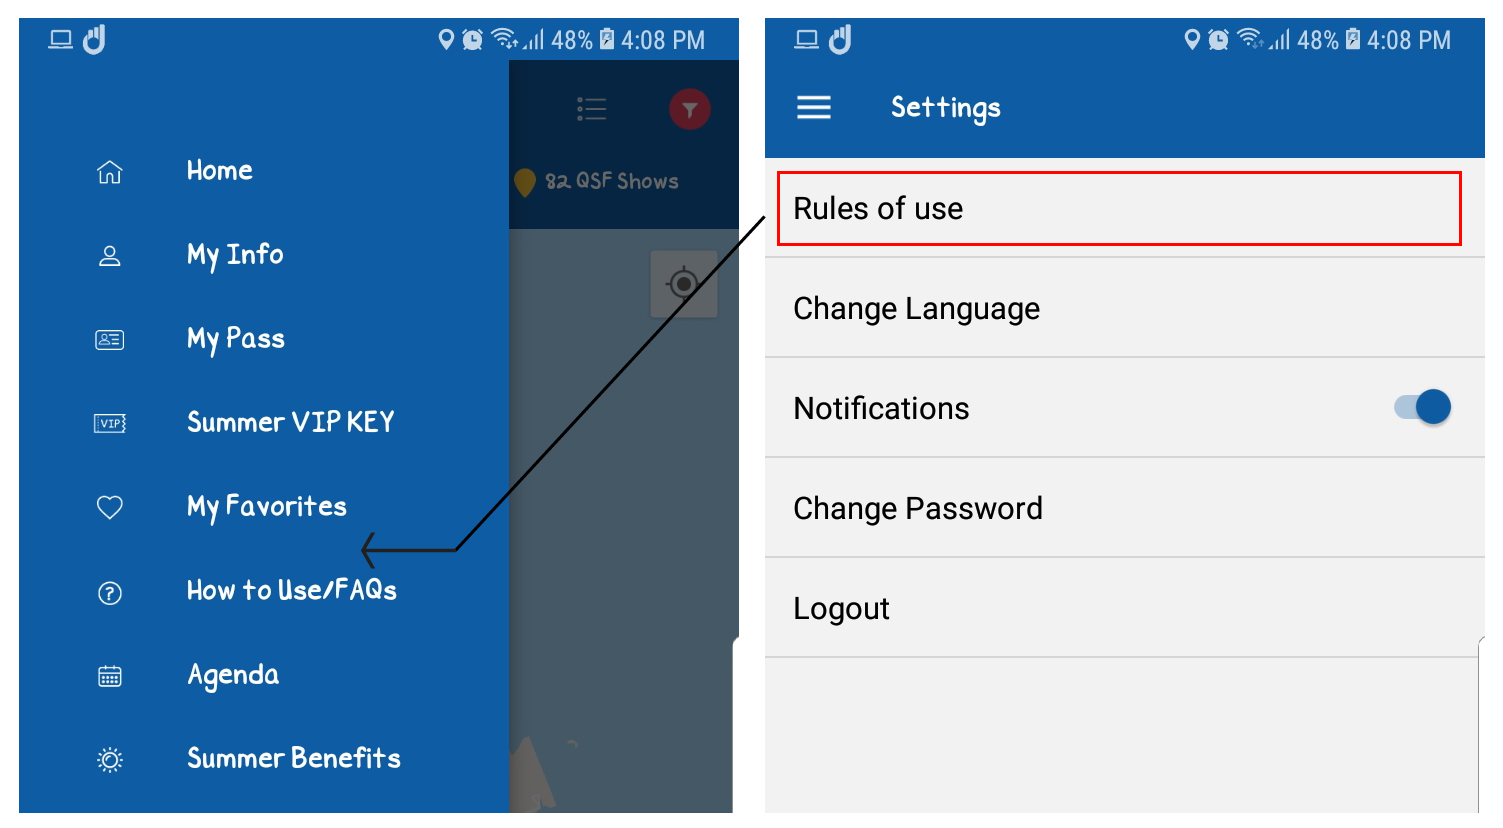 48% 4:08 PM
82 QSF Shows
Home
My Info
My Pass
VIP
Summer VIP KEY
My Favorites
?
How to Use/FAQs
Agenda
Summer Benefits
48% 4:08 PM
Settings
Rules of use
Change Language
Notifications
Change Password
Logout